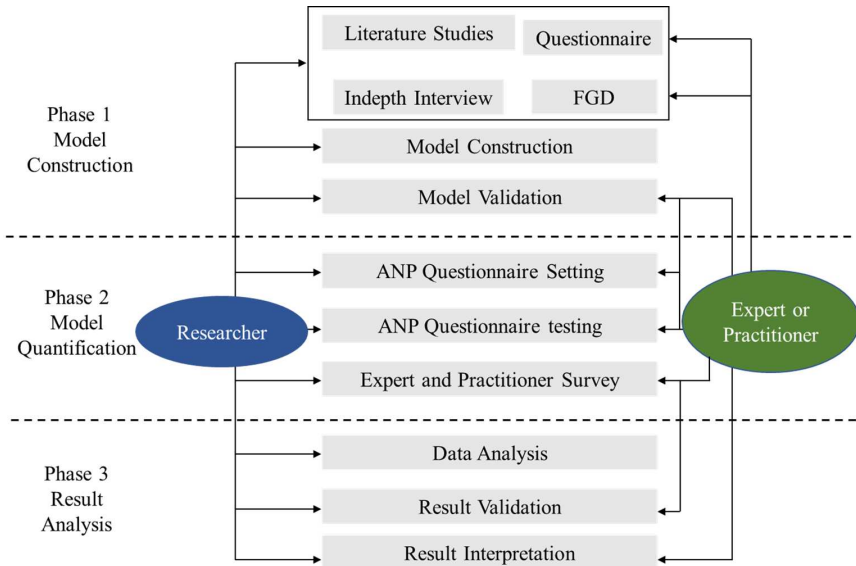 Literature Studies
Questionnaire
Indepth Interview
FGD
Phase 1
Model
Construction
Model Construction
Model Validation
ANP Questionnaire Setting
Phase 2
Model
Quantification
Researcher
ANP Questionnaire testing
Expert or
Practitioner
Expert and Practitioner Survey
Data Analysis
Phase 3
Result
Analysis
Result Validation
Result Interpretation